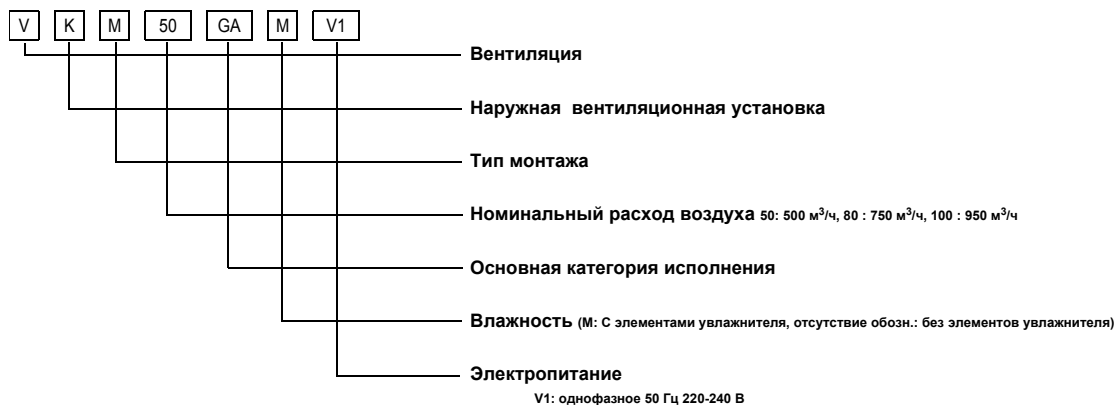 V K M 50 GA M V1
Вентиляция
Наружная вентиляционная установка
Тип монтажа
Номинальный расход воздуха 50: 500 м³/ч, 80 : 750 м³/ч, 100 : 950 м³/ч
Основная категория исполнения
Влажность (М: С элементами увлажнителя, отсутствие обозн.: без элементов увлажнителя)
Электропитание
V1: однофазное 50 Гц 220-240 В